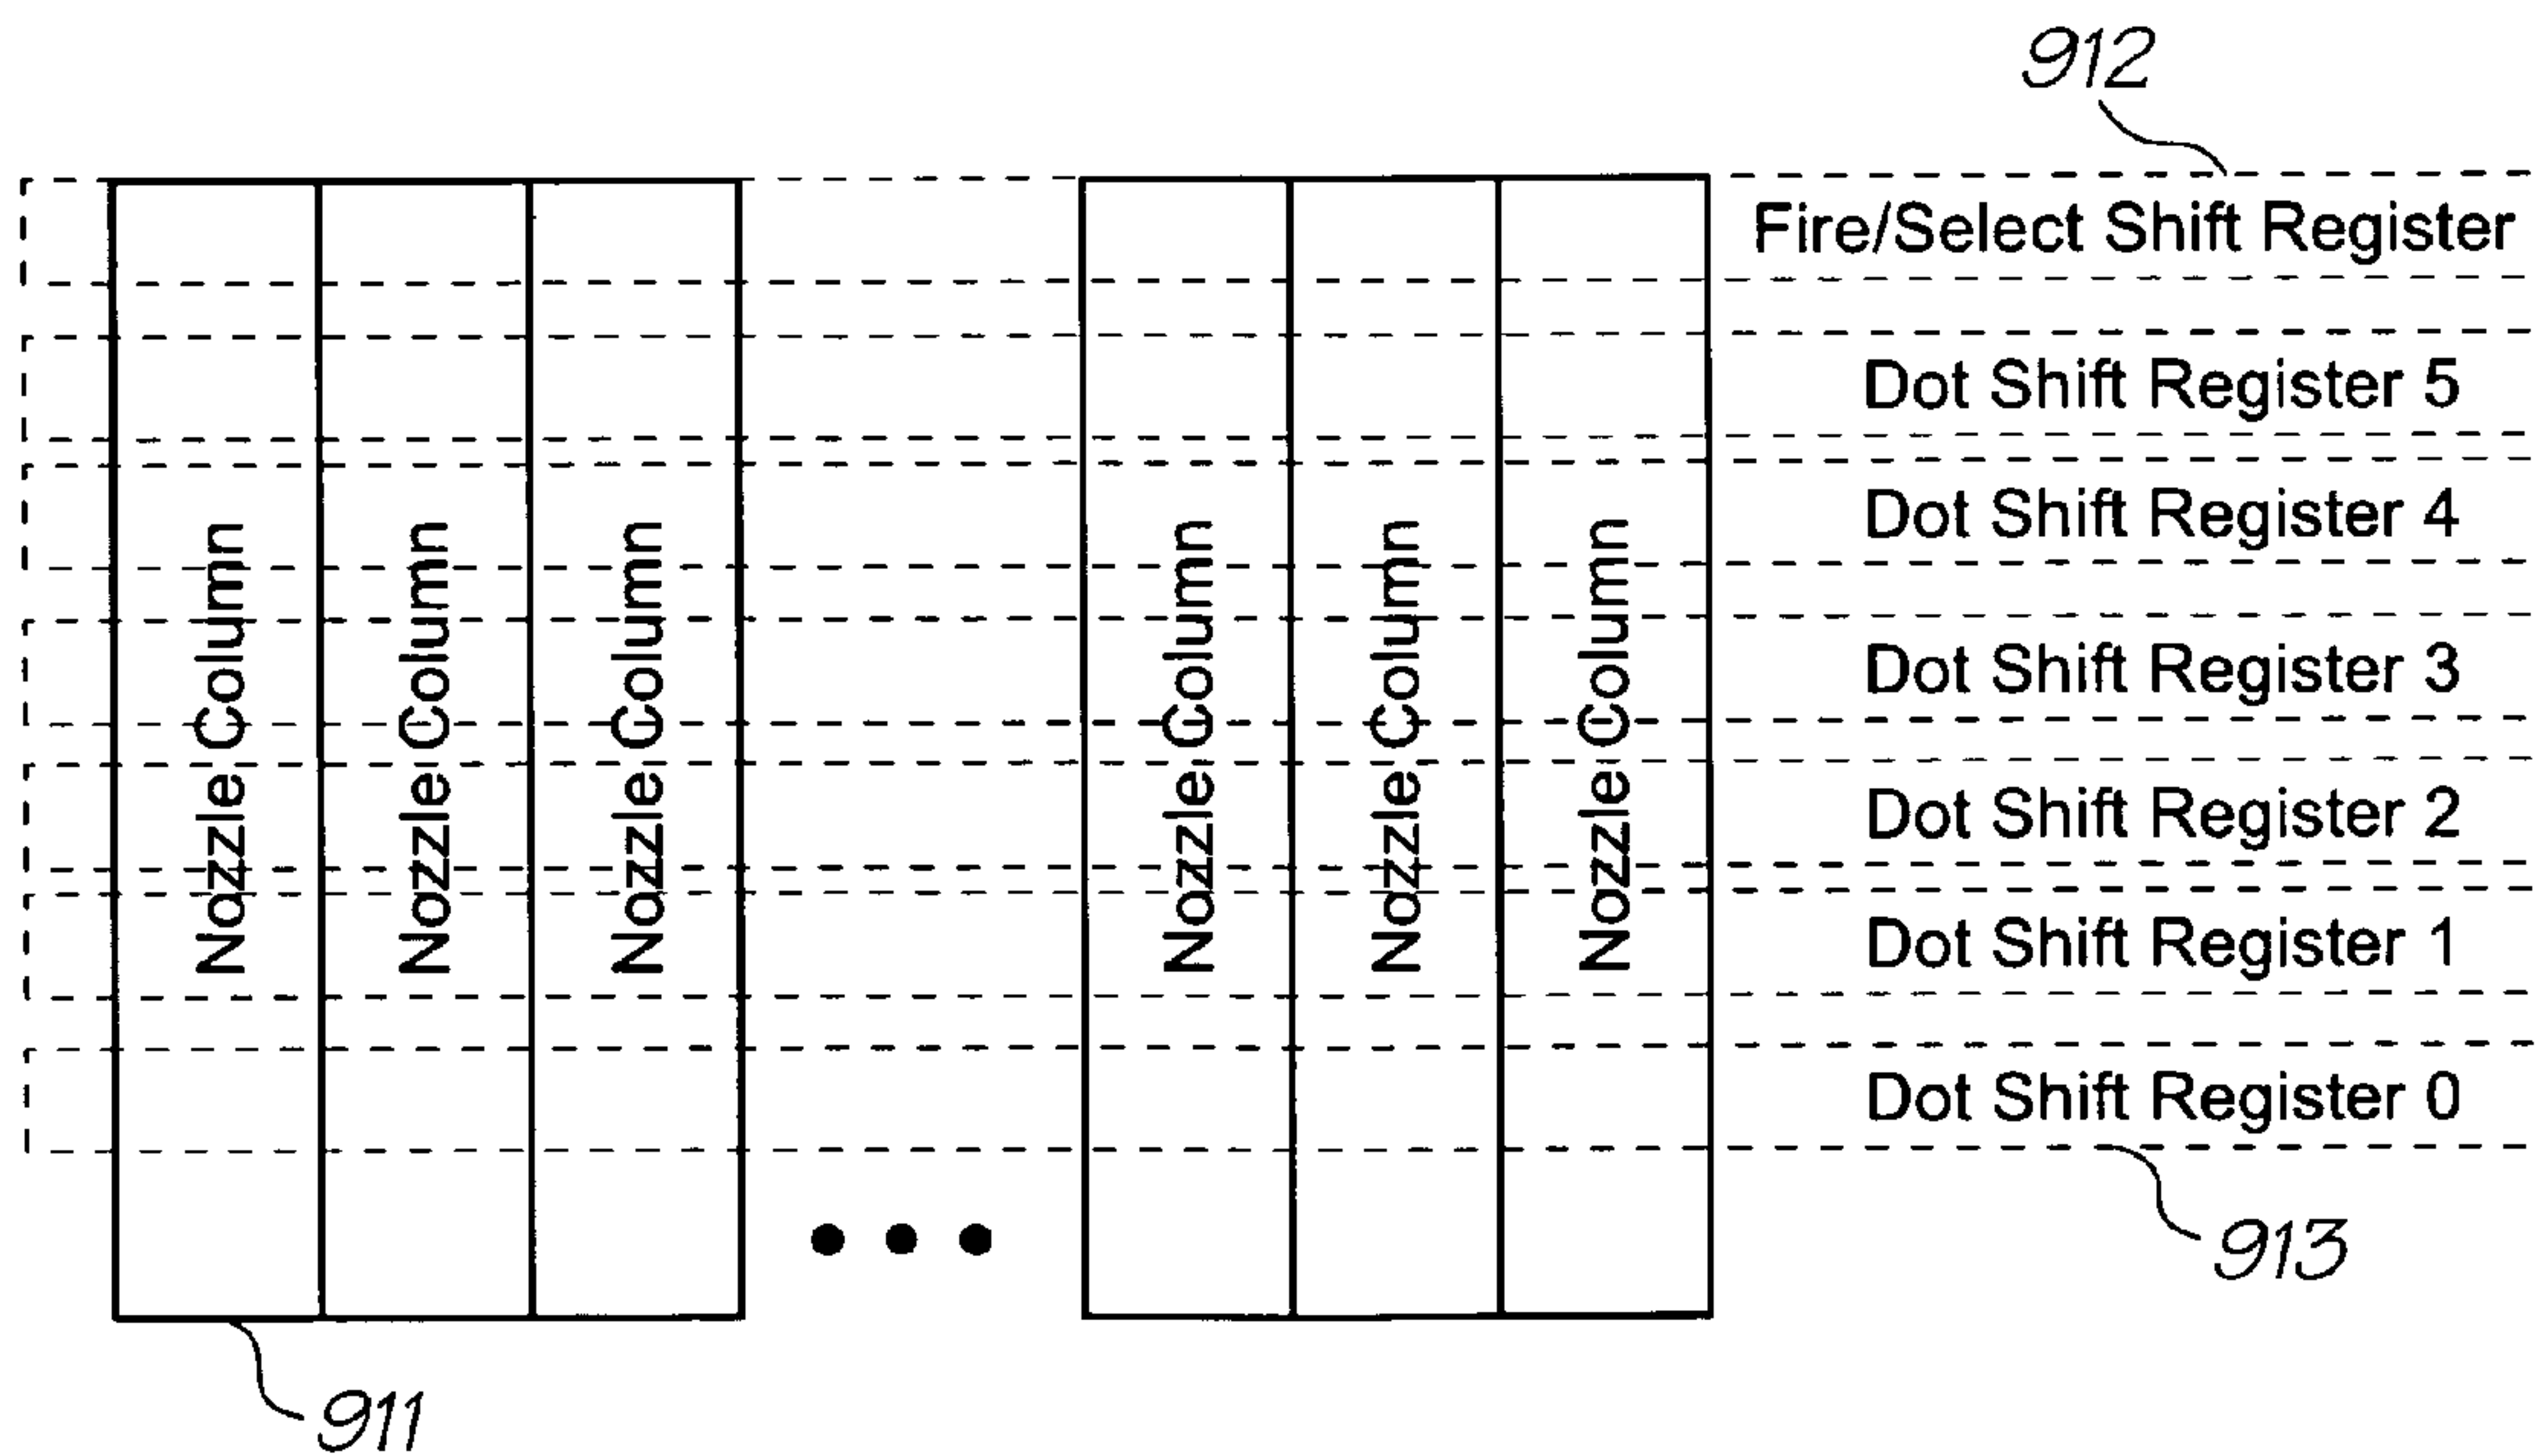 912
Fire/Select Shift Register
Dot Shift Register 5
Dot Shift Register 4
Dot Shift Register 3
Dot Shift Register 2
Dot Shift Register 1
Dot Shift Register 0
Nozzle Column
Nozzle Column
Nozzle Column
Nozzle Column
Nozzle Column
Nozzle Column
913
911